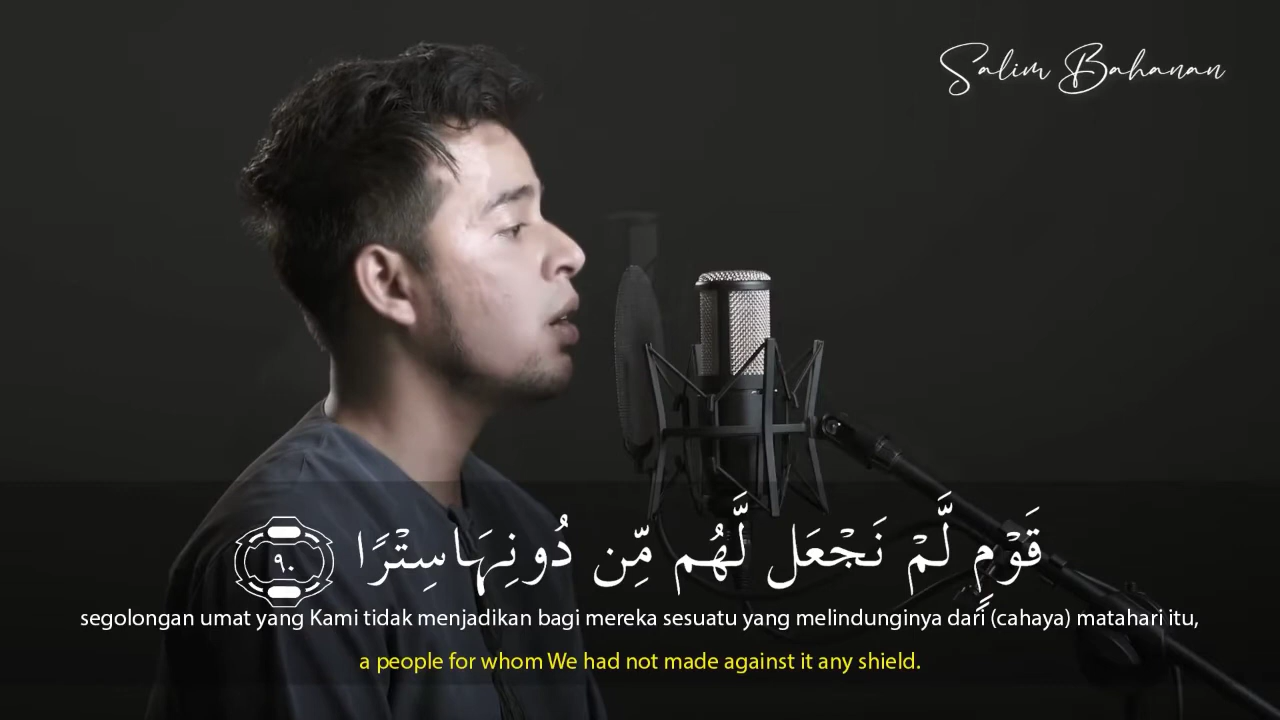 Salim Bahanan
قَوْمٍ لَّمْ نَجْعَل لَّهُم مِّن دُونِهَا سِتْرًا ٩٠
segolongan umat yang Kami tidak menjadikan bagi mereka sesuatu yang melindunginya dari (cahaya) matahari itu,
a people for whom We had not made against it any shield.